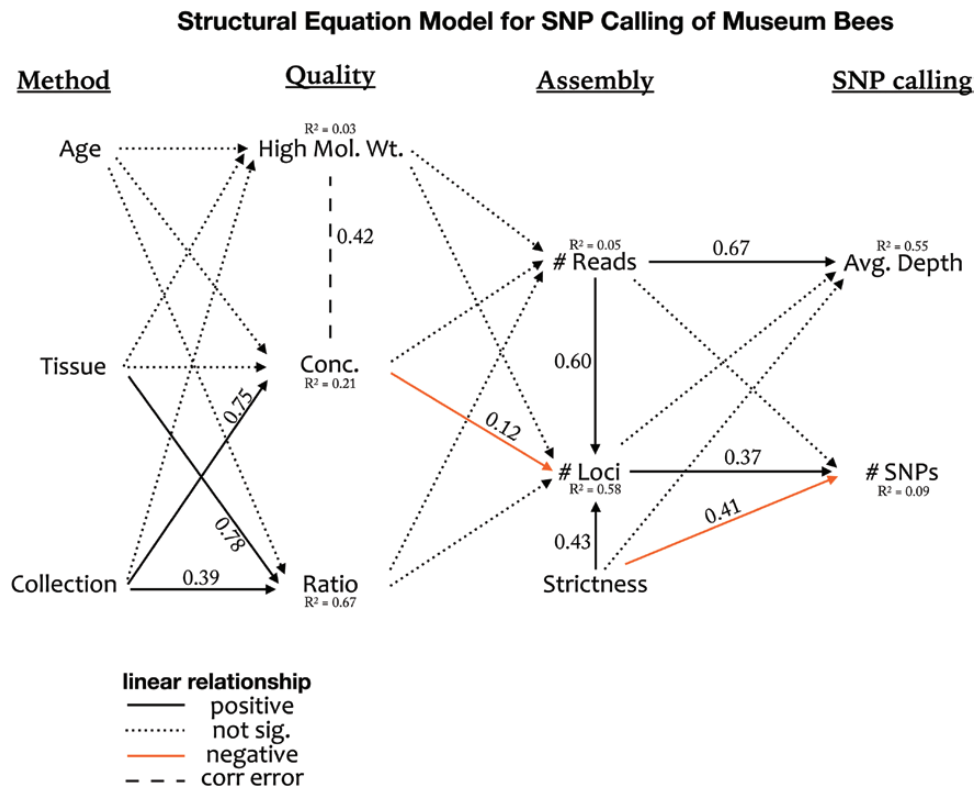 Structural Equation Model for SNP Calling of Museum Bees
Method
Quality
Assembly
SNP calling
R² = 0.03
Age
High Mol. Wt.
0.42
R² = 0.05
# Reads
0.67
R² = 0.55
Avg. Depth
Tissue
Conc.
R² = 0.21
0.60
0.75
0.12
# Loci
R² = 0.58
0.37
# SNPs
R² = 0.09
0.78
0.43
0.41
Collection
0.39
Ratio
R² = 0.67
Strictness
linear relationship
positive
not sig.
negative
corr error